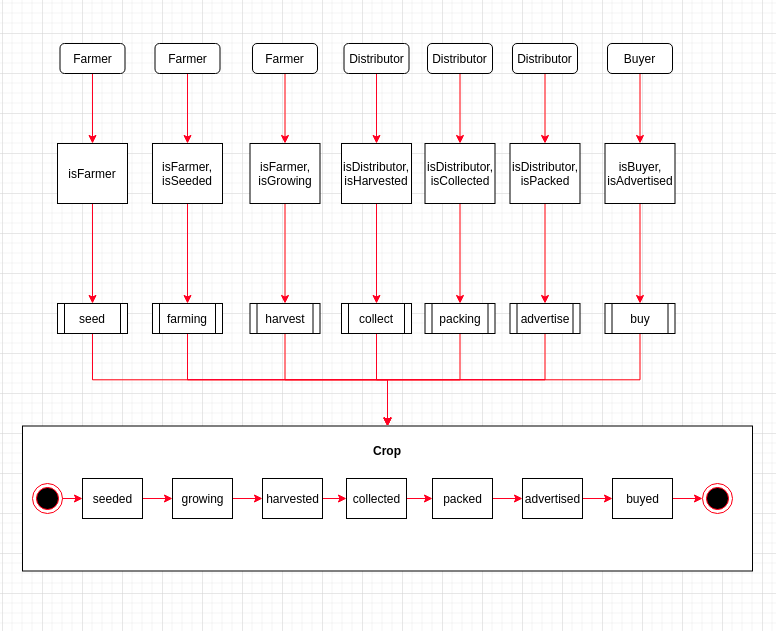 Farmer
Farmer
Farmer
Distributor
Distributor
Distributor
Buyer
isFarmer
isFarmer,
isSeeded
isFarmer,
isGrowing
isDistributor,
isHarvested
isDistributor,
isCollected
isDistributor,
isPacked
isBuyer,
isAdvertised
seed
farming
harvest
collect
packing
advertise
buy
Crop
seeded
growing
harvested
collected
packed
advertised
buyed